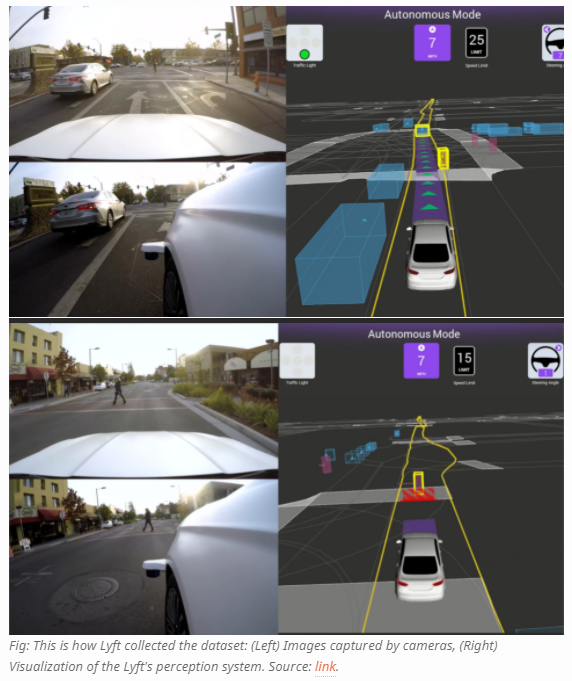 Autonomous Mode
7
MPH
25
LIMIT
Traffic Light
Speed Limit
Autonomous Mode
7
MPH
15
LIMIT
Traffic Light
Speed Limit
Steering Angle
Fig: This is how Lyft collected the dataset: (Left) Images captured by cameras, (Right)
Visualization of the Lyft's perception system. Source: link.